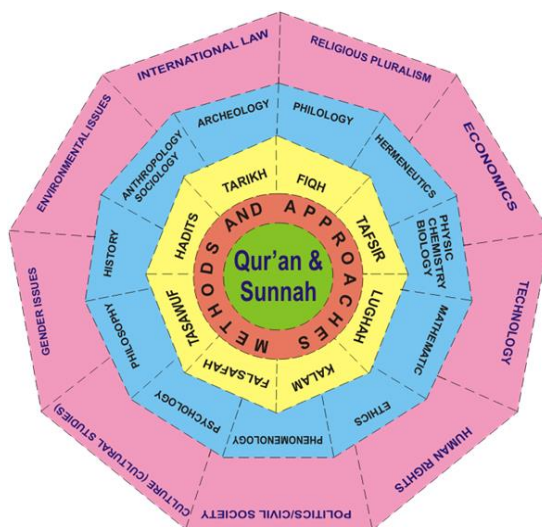 Qur'an &
Sunnah
METHODS AND APPROACHES
FIQH
TAFSIR
LUGHAH
KALAM
FALSAFAH
TASAWUF
HADITS
TARIKH
PHILOLOGY
HERMENEUTICS
PHYSIC
CHEMISTRY
BIOLOGY
MATHEMATIC
ETHICS
PHENOMENOLOGY
PSYCHOLOGY
PHILOSOPHY
HISTORY
ANTHROPOLOGY
SOCIOLOGY
ARCHEOLOGY
RELIGIOUS PLURALISM
ECONOMICS
TECHNOLOGY
HUMAN RIGHTS
POLITICS/CIVIL SOCIETY
CULTURE (CULTURAL STUDIES)
GENDER ISSUES
ENVIRONMENTAL ISSUES
INTERNATIONAL LAW